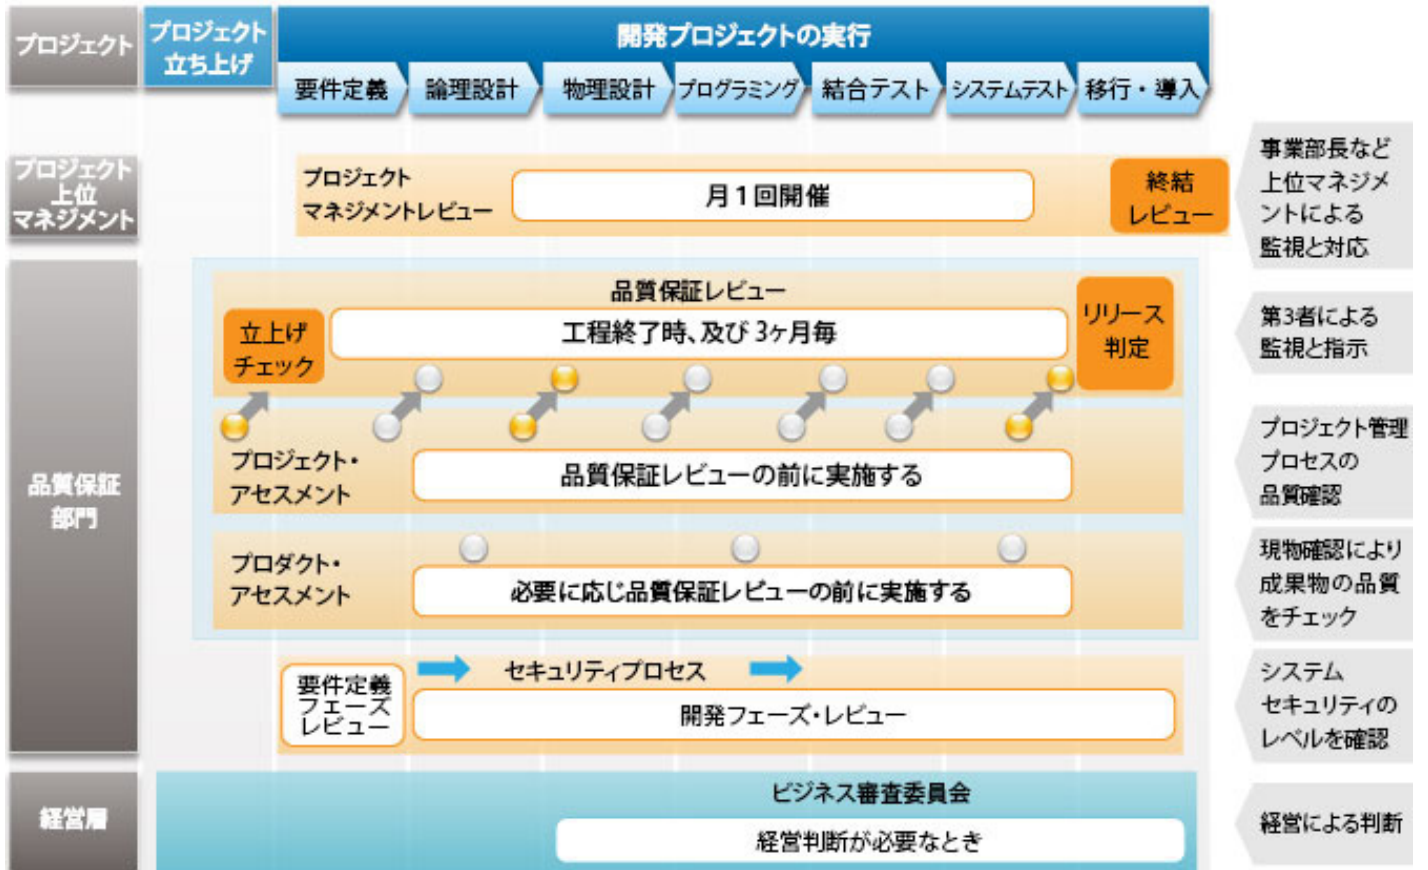 プロジェクト
プロジェクト
立ち上げ
開発プロジェクトの実行
要件定義
論理設計
物理設計
プログラミング
結合テスト
システムテスト
移行・導入
プロジェクト
上位
マネジメント
プロジェクト
マネジメントレビュー
月1回開催
終結
レビュー
事業部長など
上位マネジメ
ントによる
監視と対応
品質保証
部門
品質保証レビュー
立上げ
チェック
工程終了時、及び3ヶ月毎
リリース
判定
第3者による
監視と指示
プロジェクト・
アセスメント
品質保証レビューの前に実施する
プロジェクト管理
プロセスの
品質確認
プロダクト・
アセスメント
必要に応じ品質保証レビューの前に実施する
現物確認により
成果物の品質
をチェック
要件定義
フェーズ
レビュー
セキュリティプロセス
開発フェーズ・レビュー
システム
セキュリティの
レベルを確認
経営層
ビジネス審査委員会
経営判断が必要なとき
経営による判断